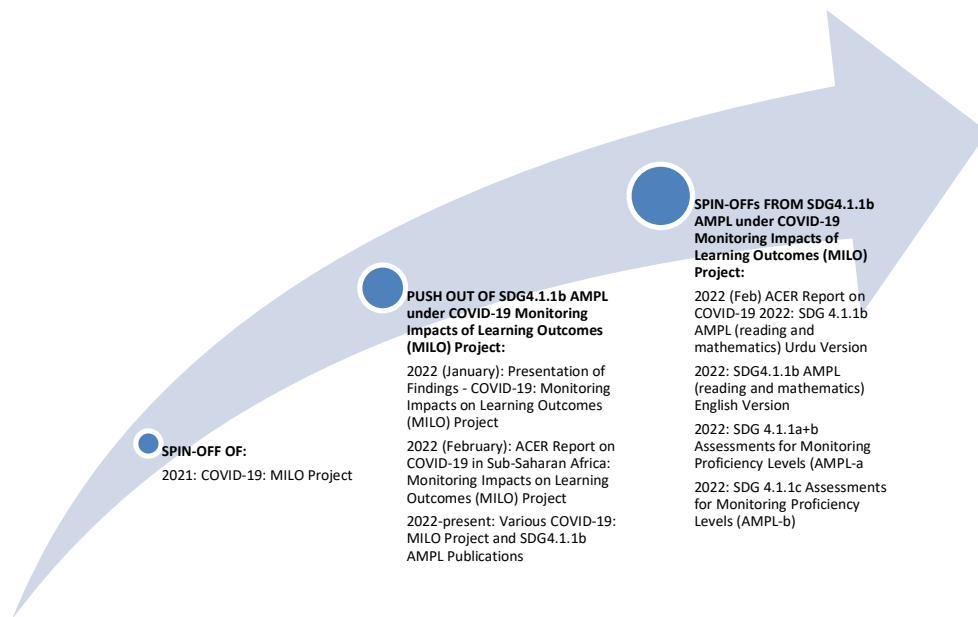 SPIN-OFF OF:
2021: COVID-19: MILO Project
PUSH OUT OF SDG4.1.1b AMPL
under COVID-19 Monitoring
Impacts of Learning Outcomes
(MILO) Project:
2022 (January): Presentation of
Findings - COVID-19: Monitoring
Impacts on Learning Outcomes
(MILO) Project
2022 (February): ACER Report on
COVID-19 in Sub-Saharan Africa:
Monitoring Impacts on Learning
Outcomes (MILO) Project
2022-present: Various COVID-19:
MILO Project and SDG4.1.1b
AMPL Publications
SPIN-OFFs FROM SDG4.1.1b
AMPL under COVID-19
Monitoring Impacts of
Learning Outcomes (MILO)
Project:
2022 (Feb) ACER Report on
COVID-19 2022: SDG 4.1.1b
AMPL (reading and
mathematics) Urdu Version
2022: SDG4.1.1b AMPL
(reading and mathematics)
English Version
2022: SDG 4.1.1a+b
Assessments for Monitoring
Proficiency Levels (AMPL-a
2022: SDG 4.1.1c Assessments
for Monitoring Proficiency
Levels (AMPL-b)